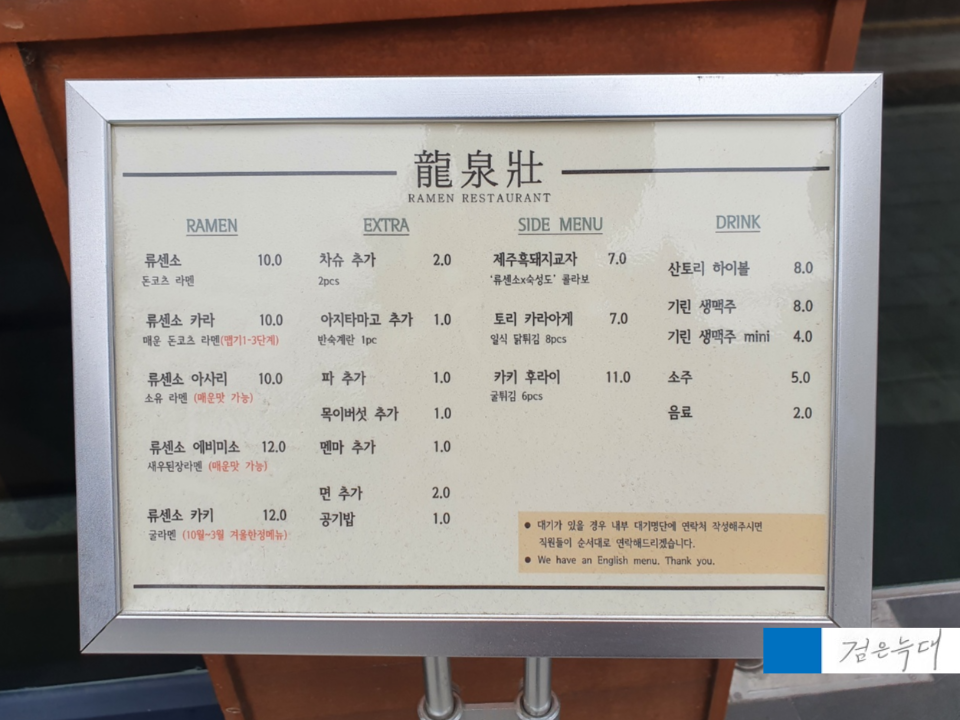 龍泉壯
RAMEN RESTAURANT
RAMEN
류센소 10.0
돈코츠 라멘
류센소 카라 10.0
매운 돈코츠 라멘(맵기1-3단계)
류센소 아사리 10.0
소유 라멘 (매운맛 가능)
류센소 에비미소 12.0
새우된장라멘 (매운맛 가능)
류센소 카키 12.0
굴라멘 (10월~3월 겨울한정메뉴)
EXTRA
차슈 추가 2.0
2pcs
아지타마고 추가 1.0
반숙계란 1pc
파 추가 1.0
목이버섯 추가 1.0
멘마 추가 1.0
면 추가 2.0
공기밥 1.0
SIDE MENU
제주흑돼지교자 7.0
'류센소x숙성도' 콜라보
토리 카라아게 7.0
일식 닭튀김 8pcs
카키 후라이 11.0
굴튀김 6pcs
DRINK
산토리 하이볼 8.0
기린 생맥주 8.0
기린 생맥주 mini 4.0
소주 5.0
음료 2.0
● 대기가 있을 경우 내부 대기명단에 연락처 작성해주시면
직원들이 순서대로 연락해드리겠습니다.
● We have an English menu. Thank you.
검은늑대